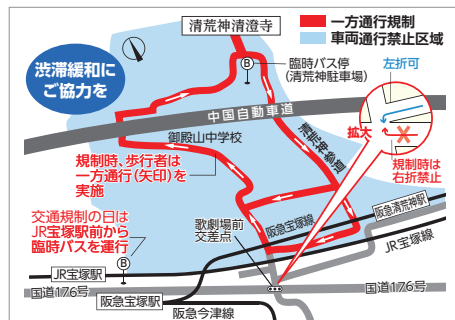 清荒神清澄寺
一方通行規制
車両通行禁止区域
渋滞緩和に
ご協力を
B
臨時バス停
(清荒神駐車場)
左折可
拡大
規制時は
右折禁止
中国自動車道
御殿山中学校
清荒神参道
規制時、歩行者は
一方通行(矢印)を
実施
交通規制の日は
JR宝塚駅前から
臨時バスを運行
B
歌劇場前
交差点
阪急宝塚線
阪急清荒神駅
JR宝塚線
JR宝塚駅
国道176号
国道176号
阪急宝塚駅
阪急今津線